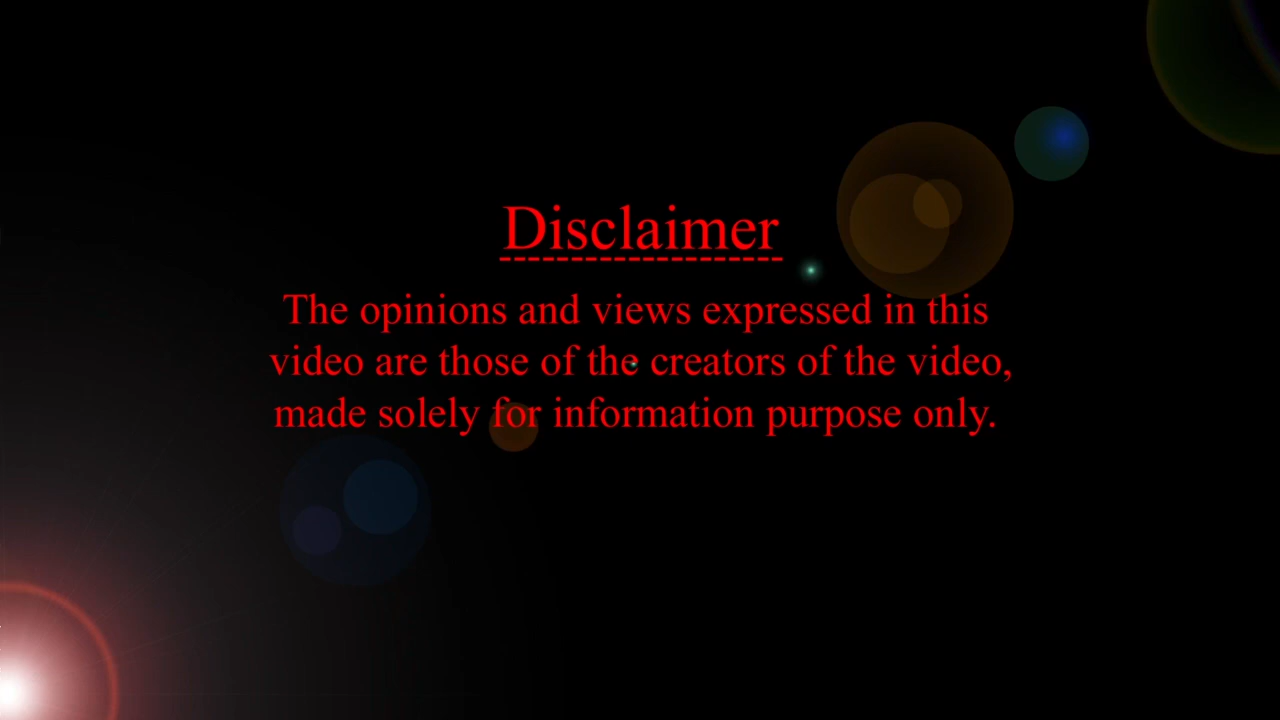 Disclaimer
The opinions and views expressed in this
video are those of the creators of the video,
made solely for information purpose only.